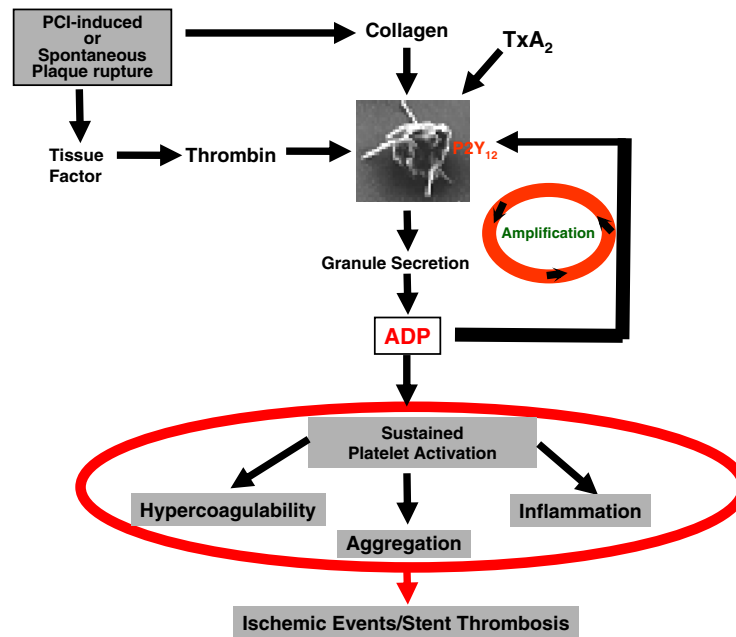 PCI-induced
or
Spontaneous
Plaque rupture
Collagen
TxA2
Tissue
Factor
Thrombin
P2Y12
Amplification
Granule Secretion
ADP
Sustained
Platelet Activation
Hypercoagulability
Inflammation
Aggregation
Ischemic Events/Stent Thrombosis